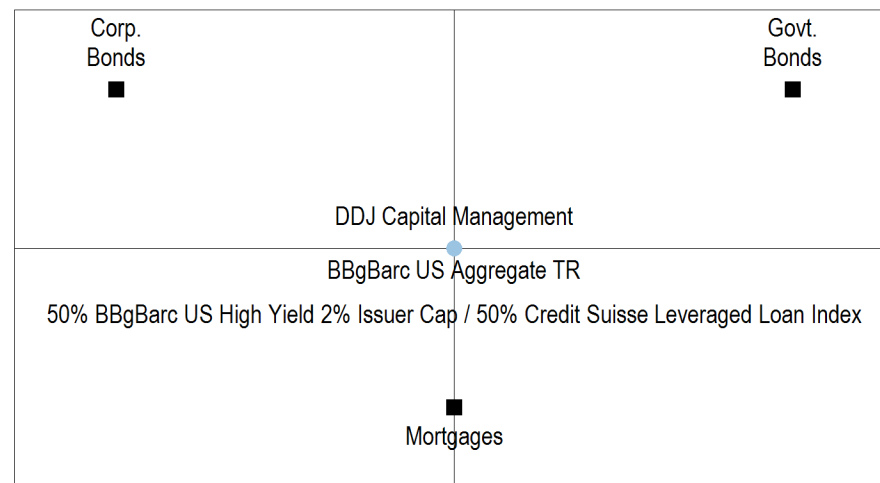 Corp.
Bonds
Govt.
Bonds
DDJ Capital Management
BBgBarc US Aggregate TR
50% BBgBarc US High Yield 2% Issuer Cap / 50% Credit Suisse Leveraged Loan Index
Mortgages